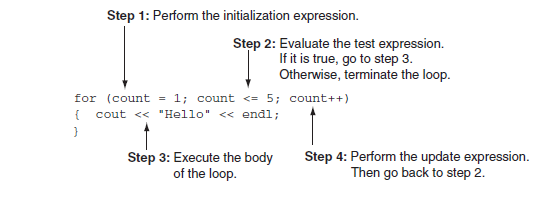 Step 1: Perform the initialization expression.
Step 2: Evaluate the test expression.
If it is true, go to step 3.
Otherwise, terminate the loop.
for (count = 1; count <= 5; count++)
{ cout << "Hello" << endl;
}
Step 3: Execute the body
of the loop.
Step 4: Perform the update expression.
Then go back to step 2.